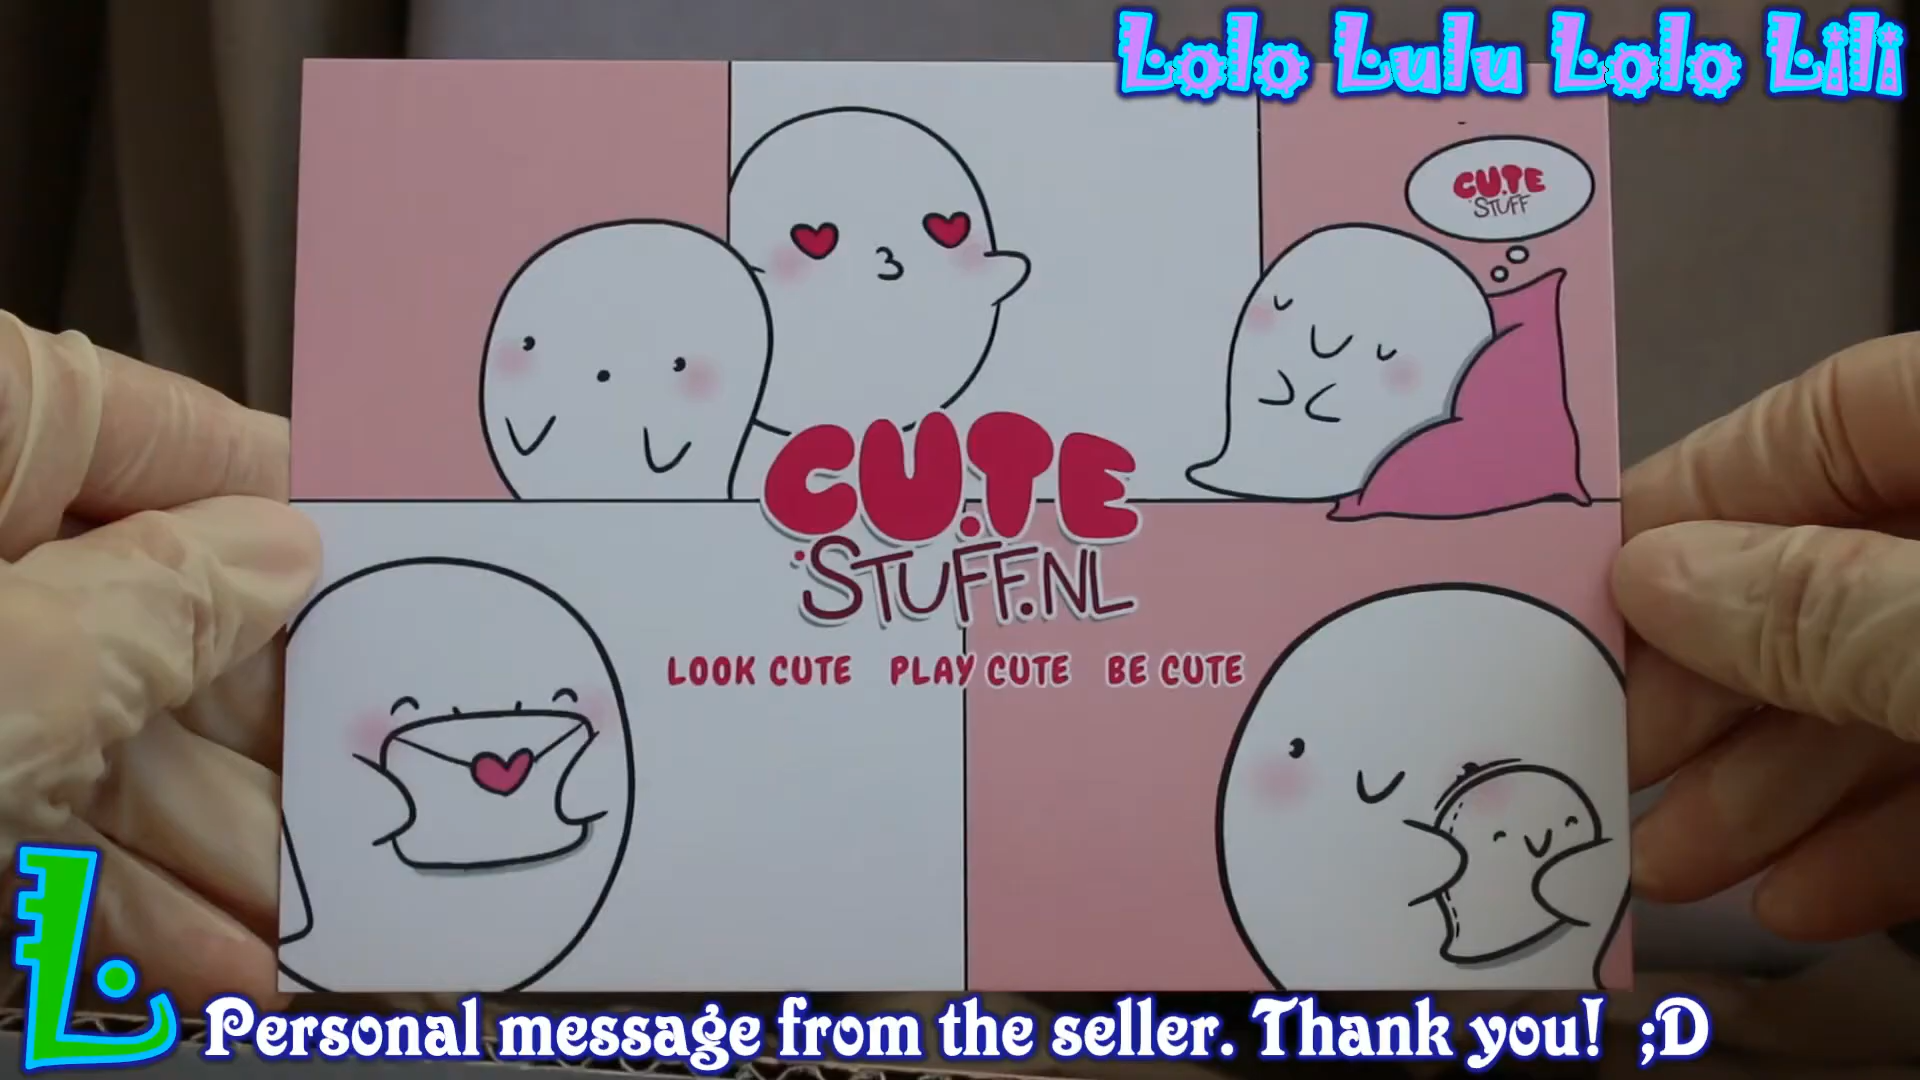 Lolo Lulu Lolo Lili
CU.TE
STUFF
CU.TE
STUFF.NL
LOOK CUTE PLAY CUTE BE CUTE
L
Personal message from the seller. Thank you! ;D